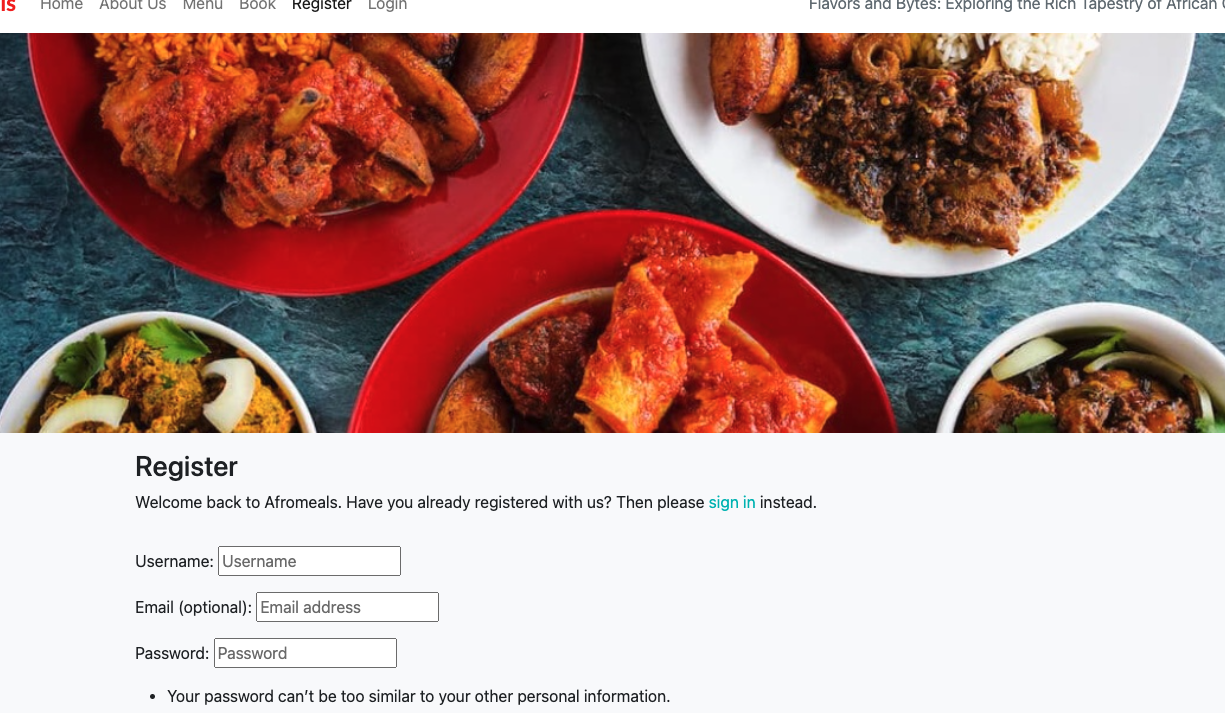 ls Home About Us Menu Book Register Login Flavors and Bytes: Exploring the Rich Tapestry of African
Register
Welcome back to Afromeals. Have you already registered with us? Then please sign in instead.
Username: Username
Email (optional): Email address
Password: Password
• Your password can’t be too similar to your other personal information.